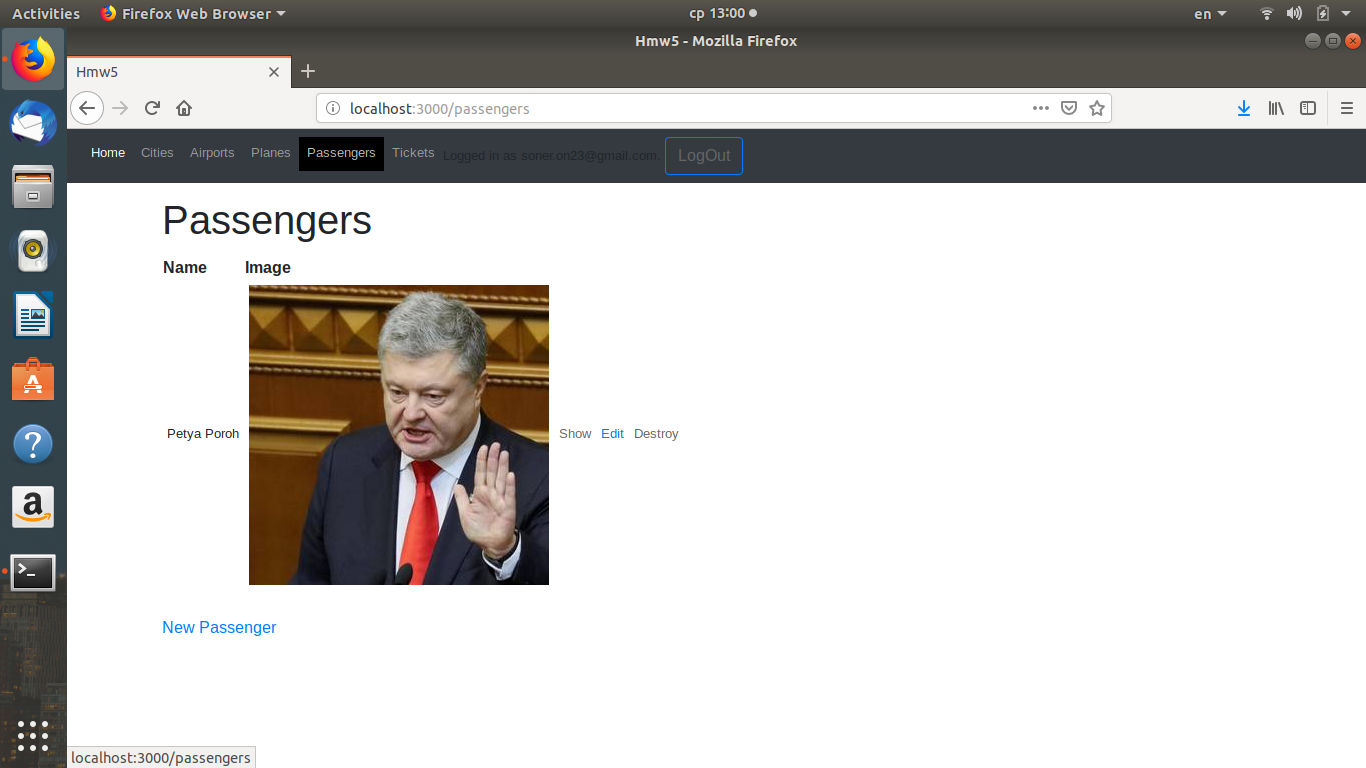 Activities Firefox Web Browser ср 13:00 en
Hmw5 - Mozilla Firefox
Hmw5
localhost:3000/passengers
Home Cities Airports Planes Passengers Tickets Logged in as soner.on23@gmail.com. LogOut
Passengers
Name Image
Petya Poroh Show Edit Destroy
New Passenger
localhost:3000/passengers